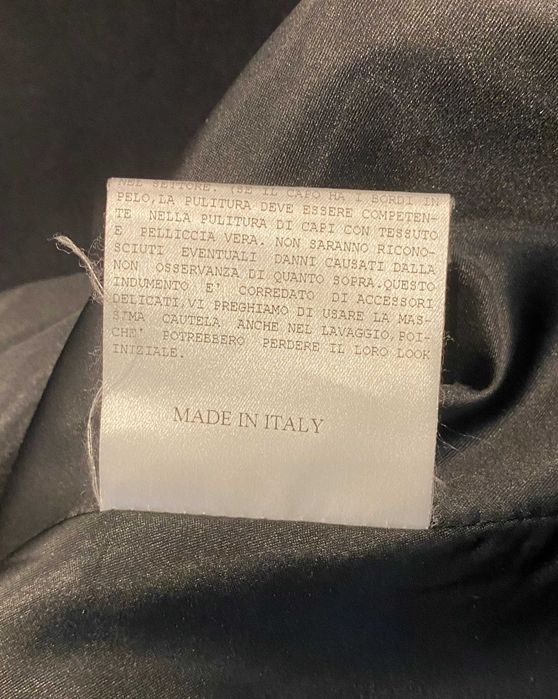 NEL SETTORE. (SE IL CAPO HA I BORDI IN
PELO, LA PULITURA DEVE ESSERE COMPETEN-
TE NELLA PULITURA DI CAPI CON TESSUTO
E PELLICCIA VERA. NON SARANNO RICONO-
SCIUTI EVENTUALI DANNI CAUSATI DALLA
NON OSSERVANZA DI QUANTO SOPRA.QUESTO
INDUMENTO E' CORREDATO DI ACCESSORI
DELICATI,VI PREGHIAMO DI USARE LA MAS-
SIMA CAUTELA ANCHE NEL LAVAGGIO,POI-
CHE' POTREBBERO PERDERE IL LORO LOOK
INIZIALE.
MADE IN ITALY